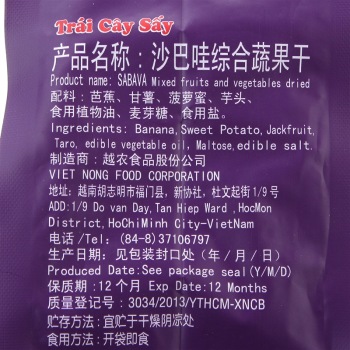 Trái Cây Sấy
产品名称：沙巴哇综合蔬果干
Product name: SABAVA Mixed fruits and vegetables dried
配料：芭蕉、甘薯、菠萝蜜、芋头、
食用植物油、麦芽糖、食用盐。
Ingredients: Banana,Sweet Potato,Jackfruit,
Taro, edible vegetable oil, Maltose,edible salt.
制造商：越农食品股份公司
VIET NONG FOOD CORPORATION
地址：越南胡志明市福门县，新协社，杜文起街1/9号
ADD:1/9 Do van Day,Tan Hiep Ward ,HocMon
District,HoChiMinh City-VietNam
电话/Tel：(84-8)37106797
生产日期：见包装封口处（年/月/日）
Produced Date:See package seal(Y/M/D)
保质期:12个月 Exp Date:12 Months
质量登记号：3034/2013/YTHCM-XNCB
贮存方法：宜贮于干燥阴凉处
食用方法：开袋即食